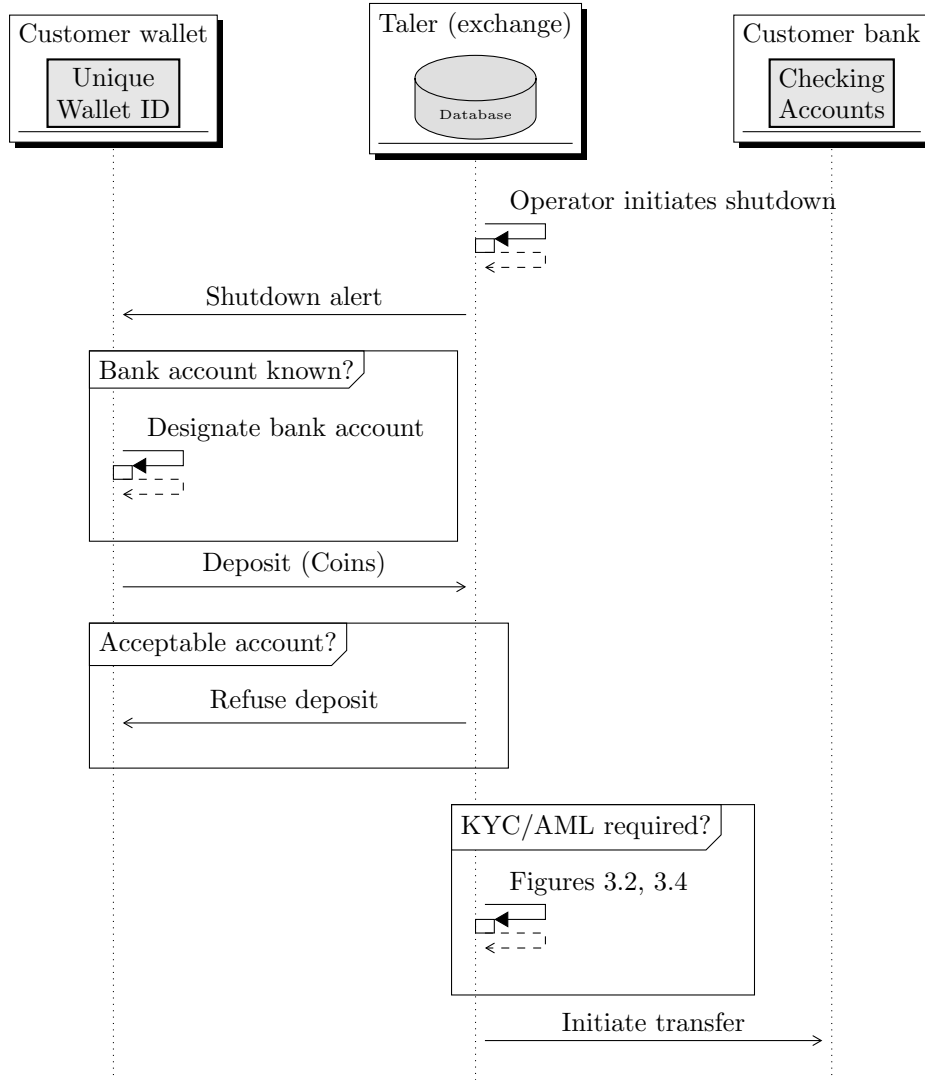 Customer wallet
Unique
Wallet ID
Taler (exchange)
Database
Customer bank
Checking
Accounts
Operator initiates shutdown
Shutdown alert
Bank account known?
Designate bank account
Deposit (Coins)
Acceptable account?
Refuse deposit
KYC/AML required?
Figures 3.2, 3.4
Initiate transfer